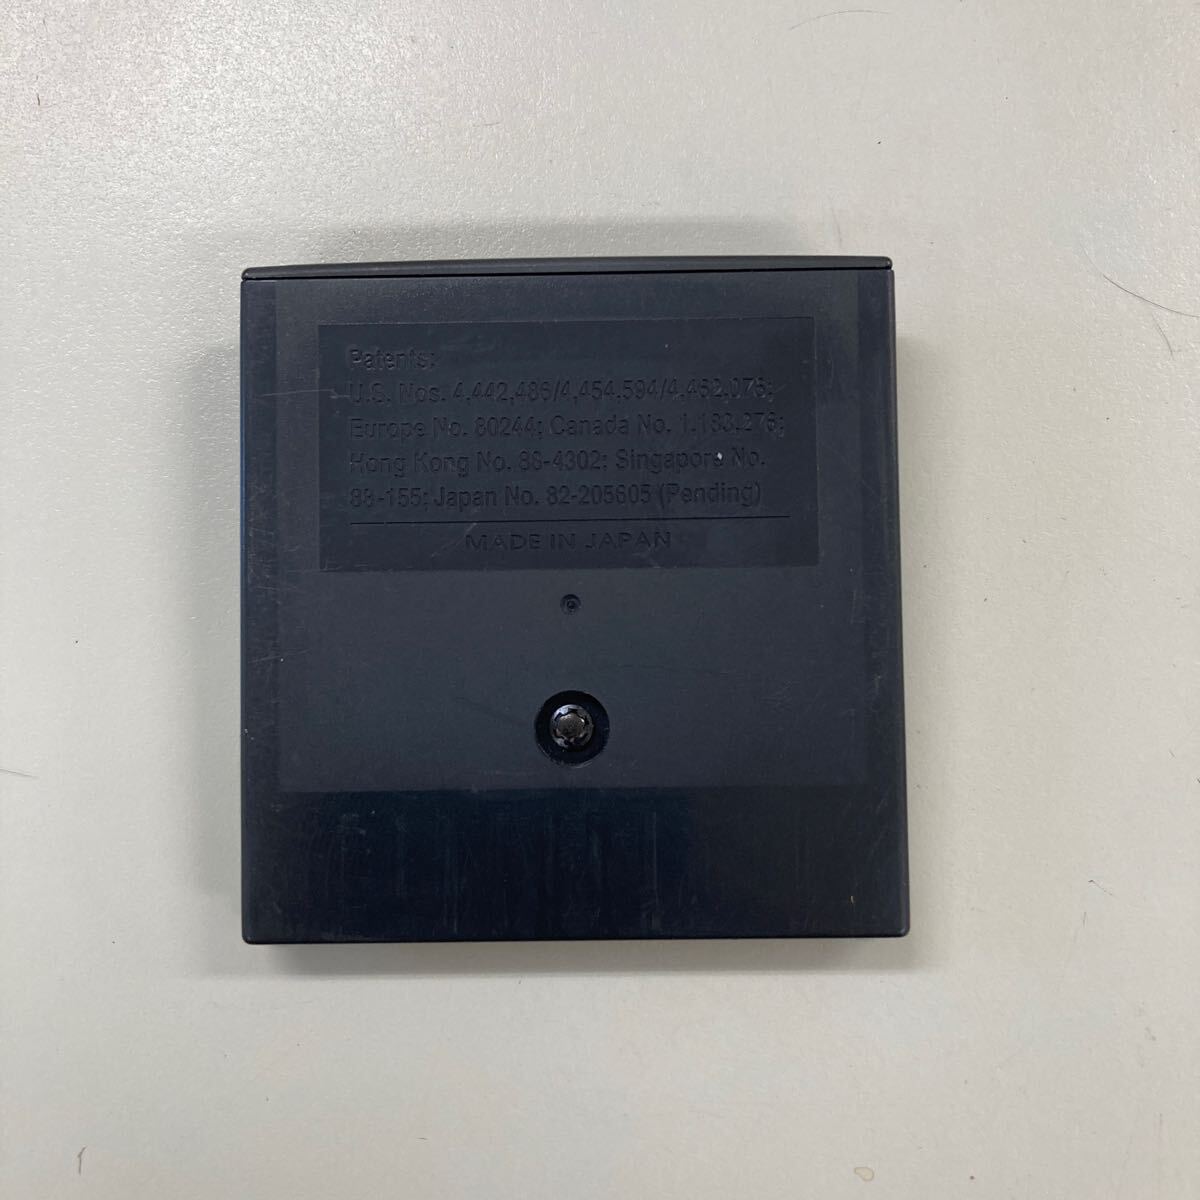 Patents:
U.S. Nos. 4,442,486/4,454,594/4,462,076;
Europe No. 80244; Canada No. 1,183,276;
Hong Kong No. 88-4302; Singapore No.
88-155; Japan No. 82-205605 (Pending)
MADE IN JAPAN